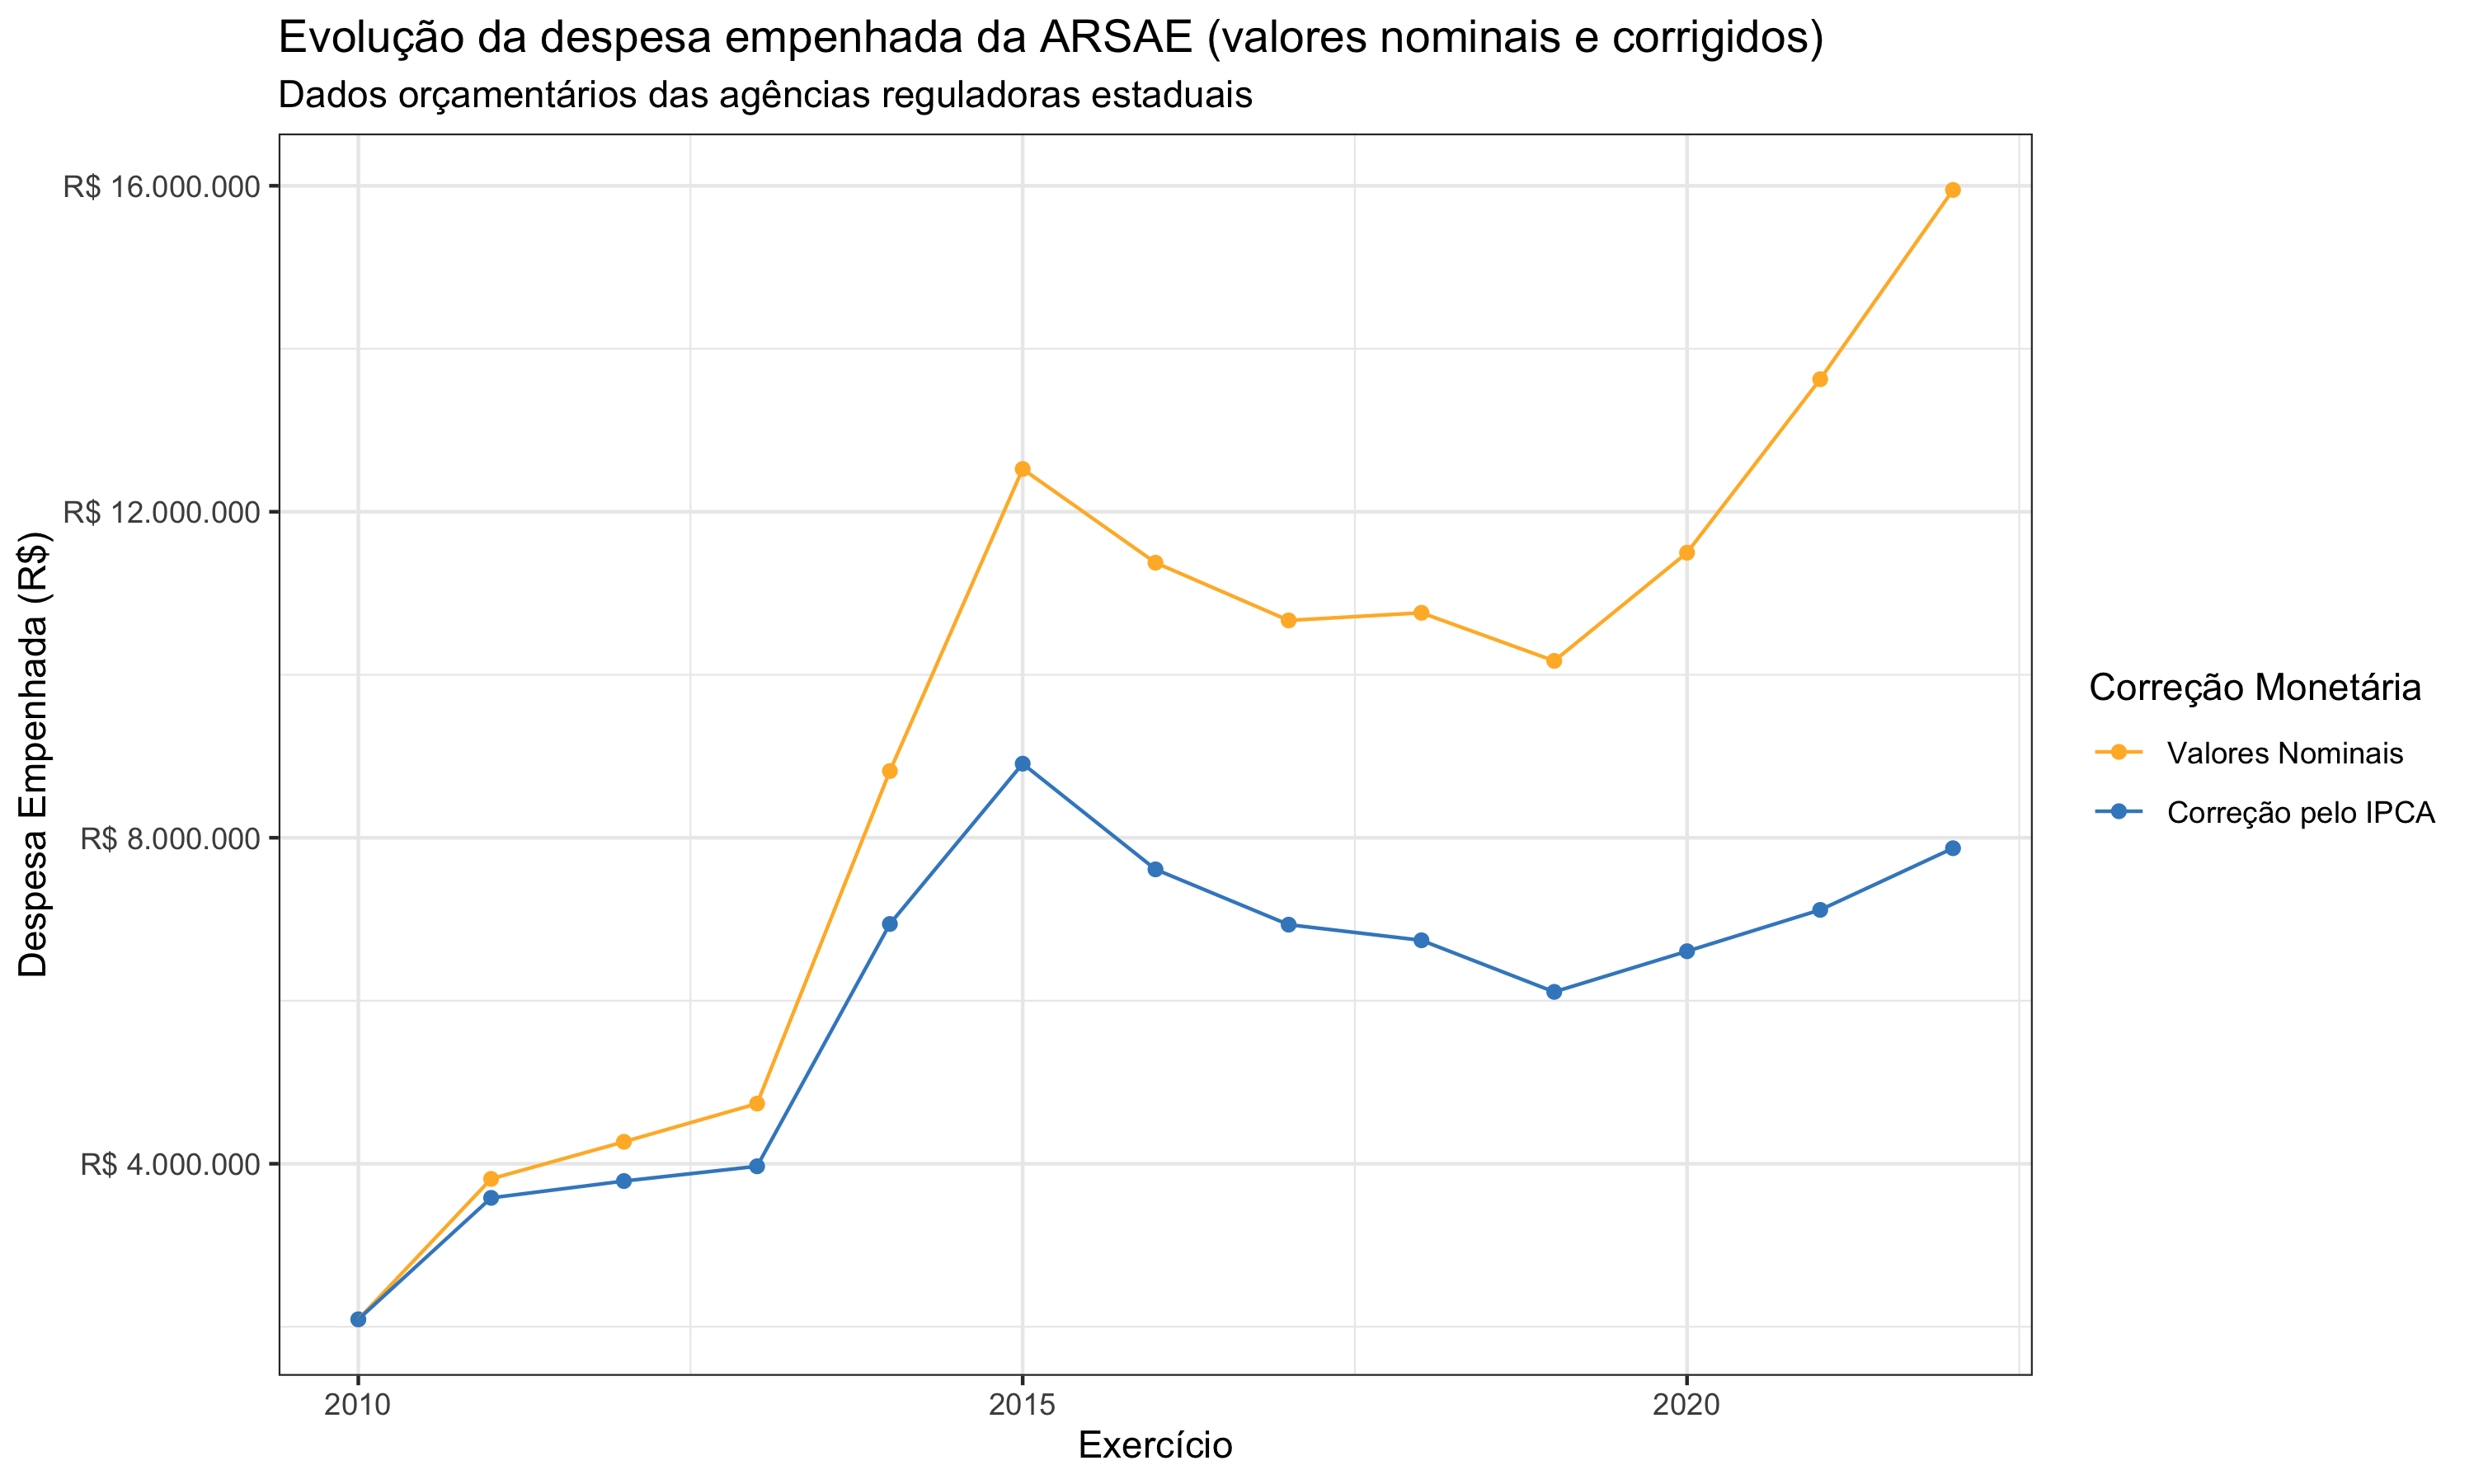 Evolução da despesa empenhada da ARSAE (valores nominais e corrigidos)
Dados orçamentários das agências reguladoras estaduais
Despesa Empenhada (R$)
R$ 16.000.000
R$ 12.000.000
R$ 8.000.000
R$ 4.000.000
2010
2015
2020
Exercício
Correção Monetária
Valores Nominais
Correção pelo IPCA